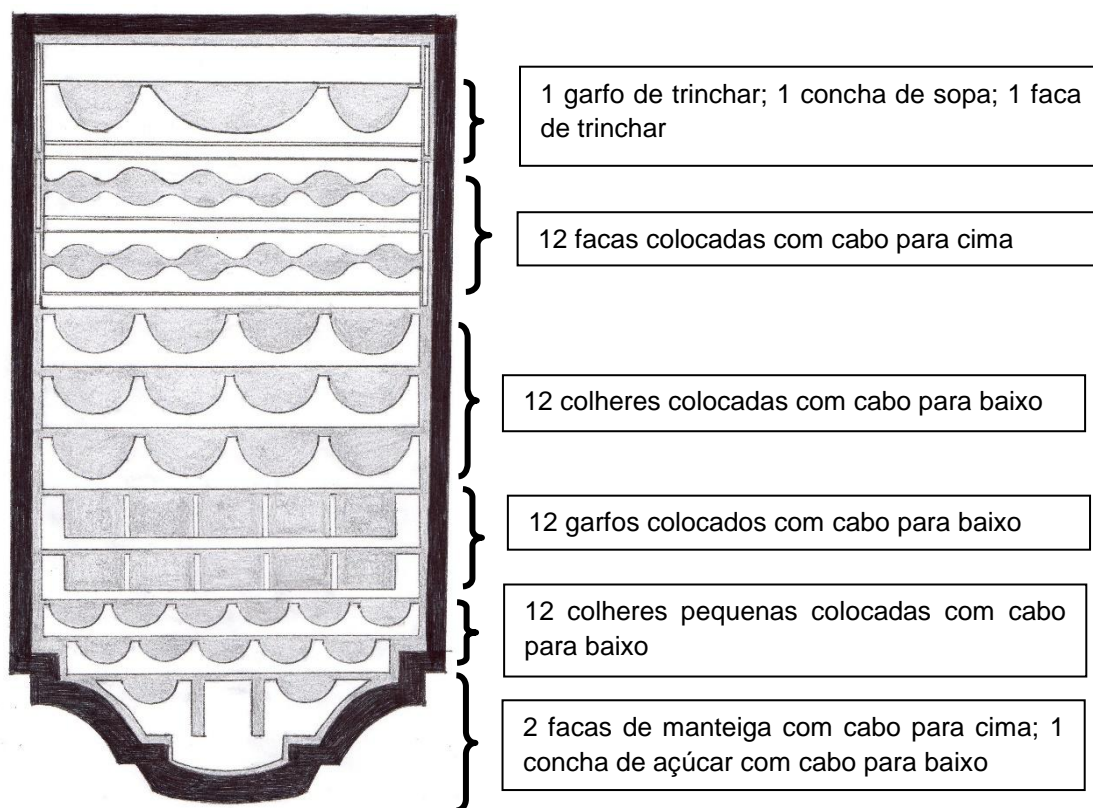 1 garfo de trinchar; 1 concha de sopa; 1 faca
de trinchar
12 facas colocadas com cabo para cima
12 colheres colocadas com cabo para baixo
12 garfos colocados com cabo para baixo
12 colheres pequenas colocadas com cabo
para baixo
2 facas de manteiga com cabo para cima; 1
concha de açúcar com cabo para baixo